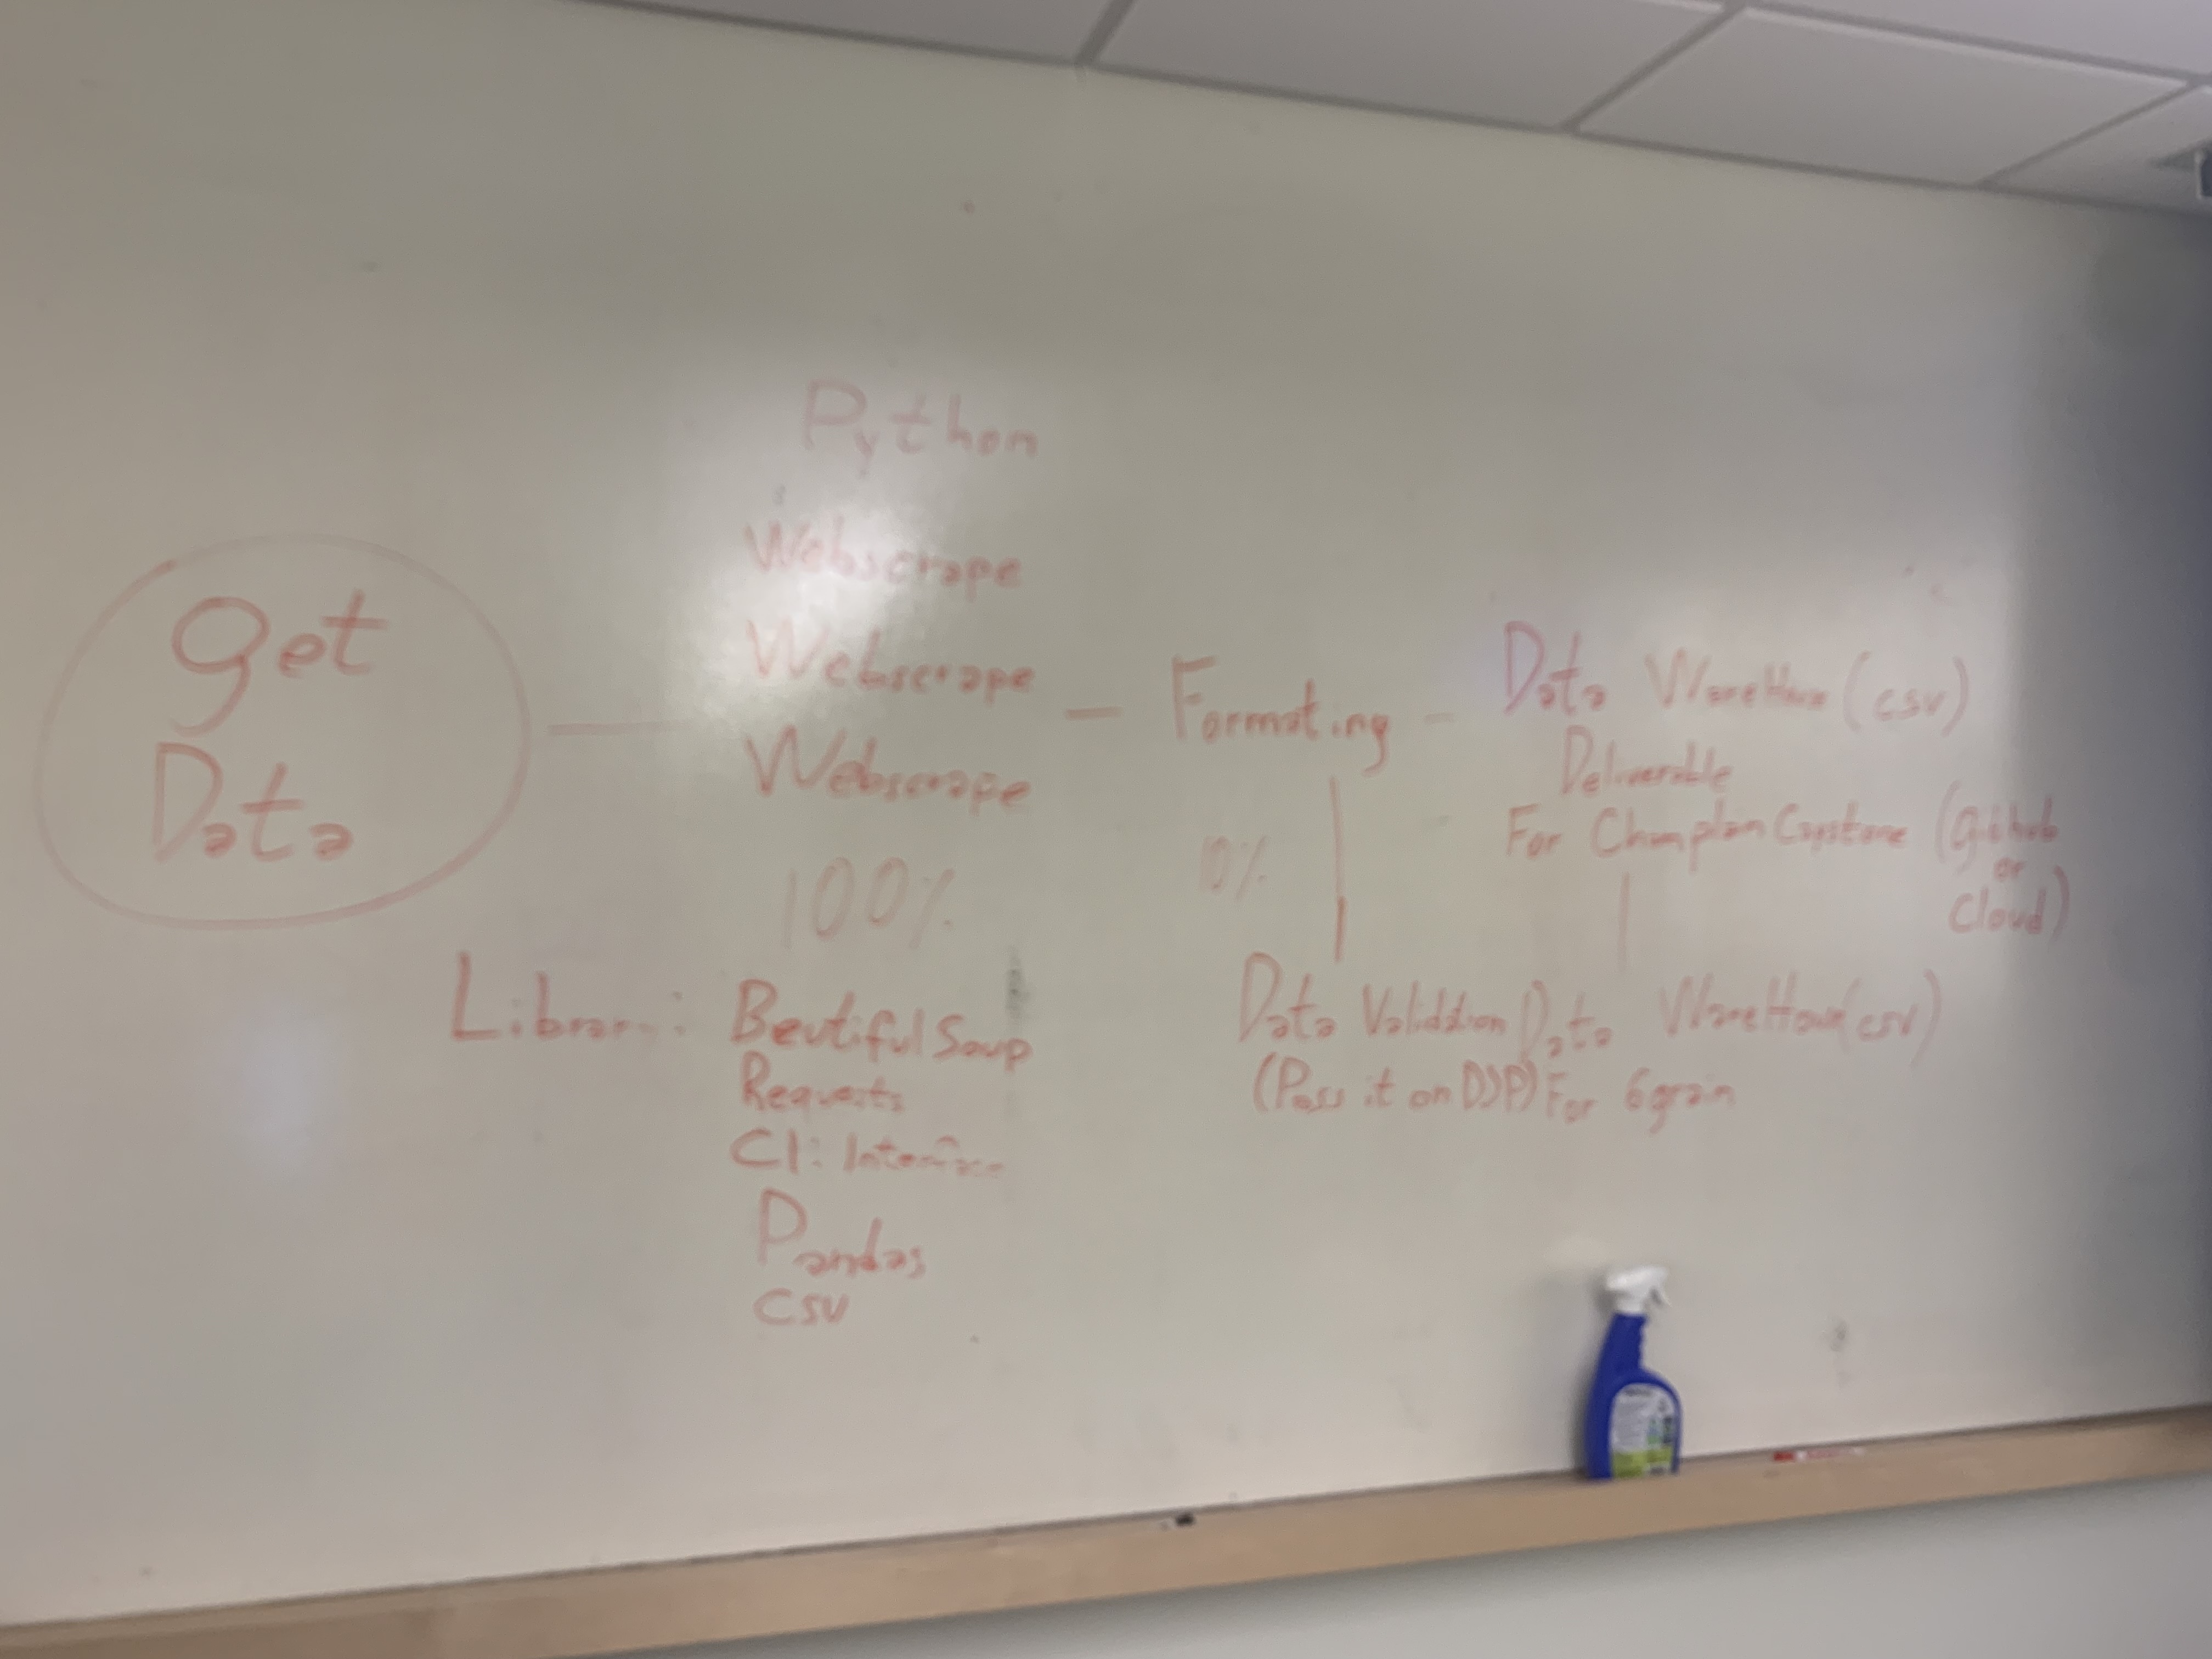 Python
Webscrape
Webscrape
Webscrape
100%
get
Data
Formating
10%
Data WareHouse (csv)
Deliverable
For Champlan Capstone (github
or
Cloud)
Library:
Beutiful Soup
Requests
Cl: Interface
Pandas
csv
Data Validation
(Pass it on DSP)
Data WareHouse (csv)
For 6grain